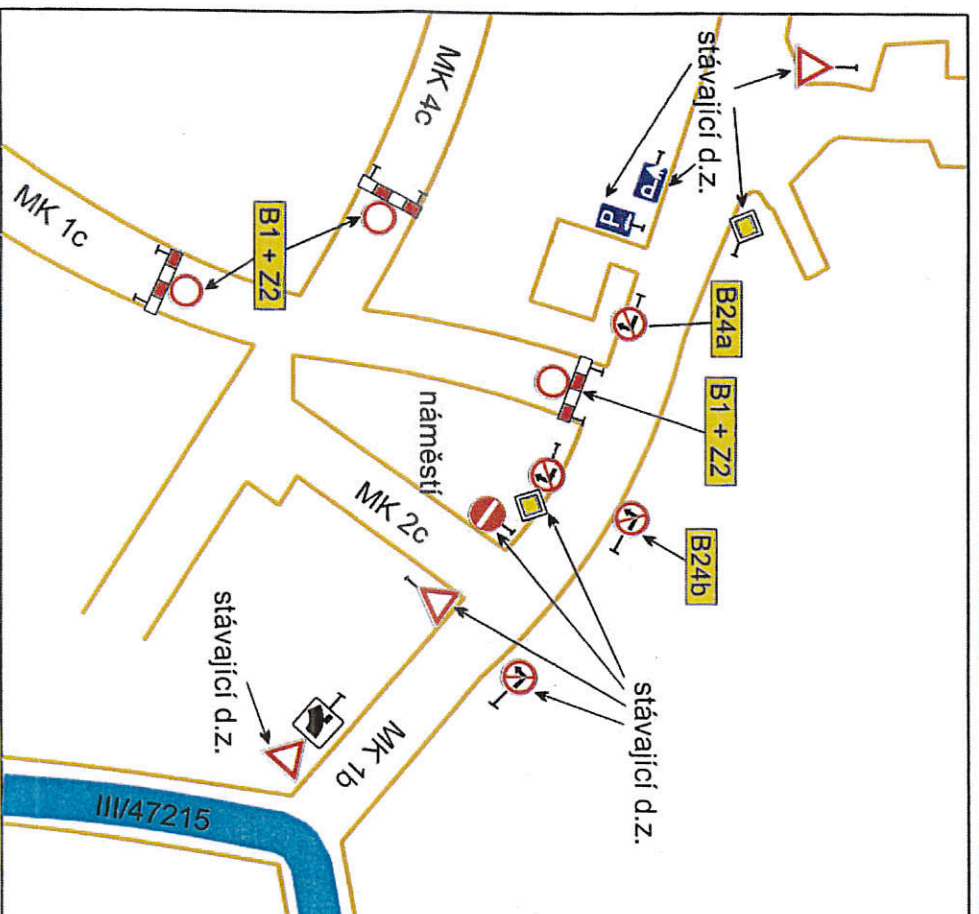 stávající d.z.
MK 4c
MK 1c
B1 + Z2
P
P
B24a
B1 + Z2
B24b
náměstí
MK 2c
stávající d.z.
stávající d.z.
MK 1b
III/47215